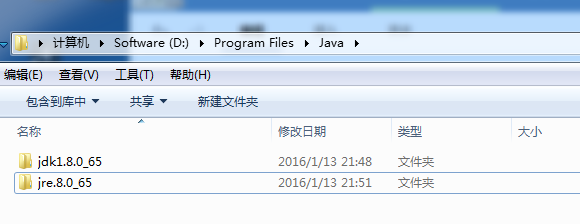 计算机 Software (D:) Program Files Java
编辑(E) 查看(V) 工具(T) 帮助(H)
包含到库中 共享 新建文件夹
名称 修改日期 类型 大小
jdk1.8.0_65 2016/1/13 21:48 文件夹
jre.8.0_65 2016/1/13 21:51 文件夹